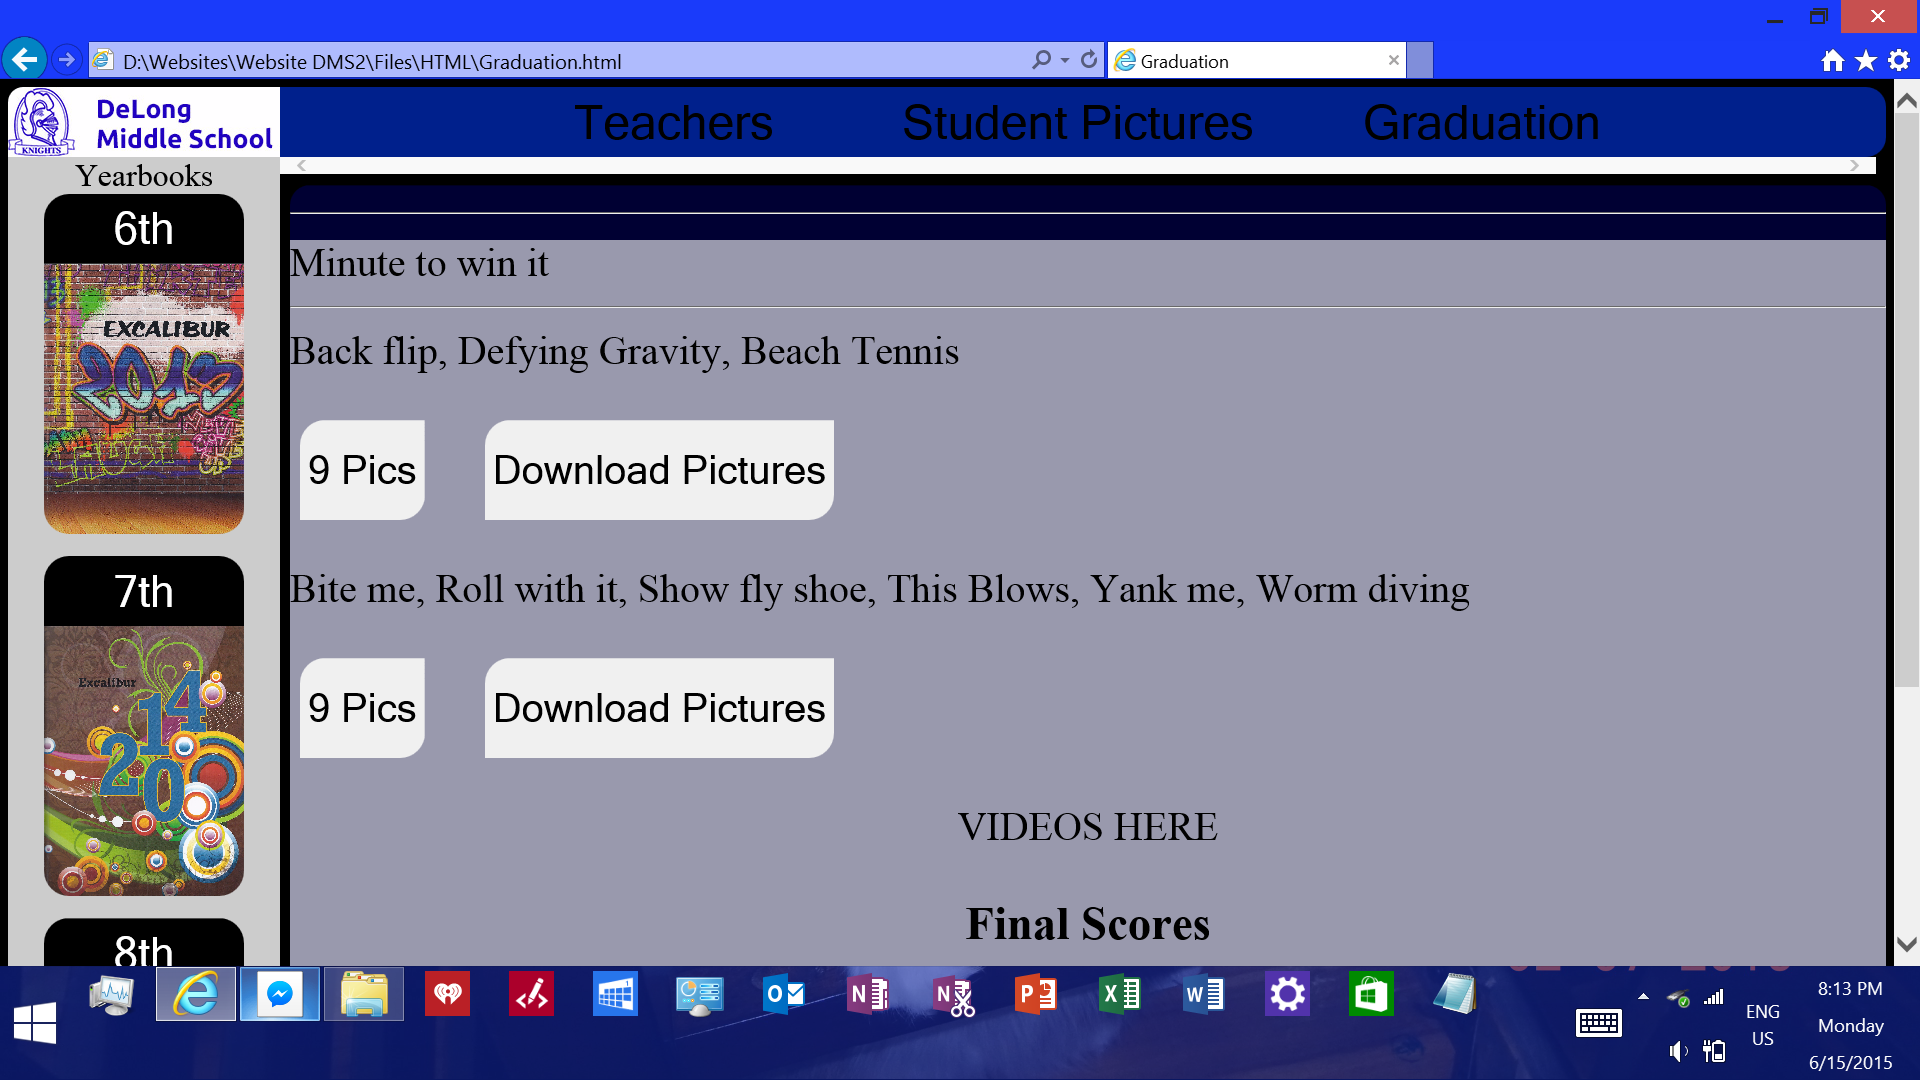 D:\Websites\Website DMS2\Files\HTML\Graduation.html
Graduation
DeLong
Middle School
KNIGHTS
Teachers
Student Pictures
Graduation
Yearbooks
6th
EXCALIBUR
2013
7th
Excalibur
2014
8th
Minute to win it
Back flip, Defying Gravity, Beach Tennis
9 Pics
Download Pictures
Bite me, Roll with it, Show fly shoe, This Blows, Yank me, Worm diving
9 Pics
Download Pictures
VIDEOS HERE
Final Scores
ENG
US
8:13 PM
Monday
6/15/2015